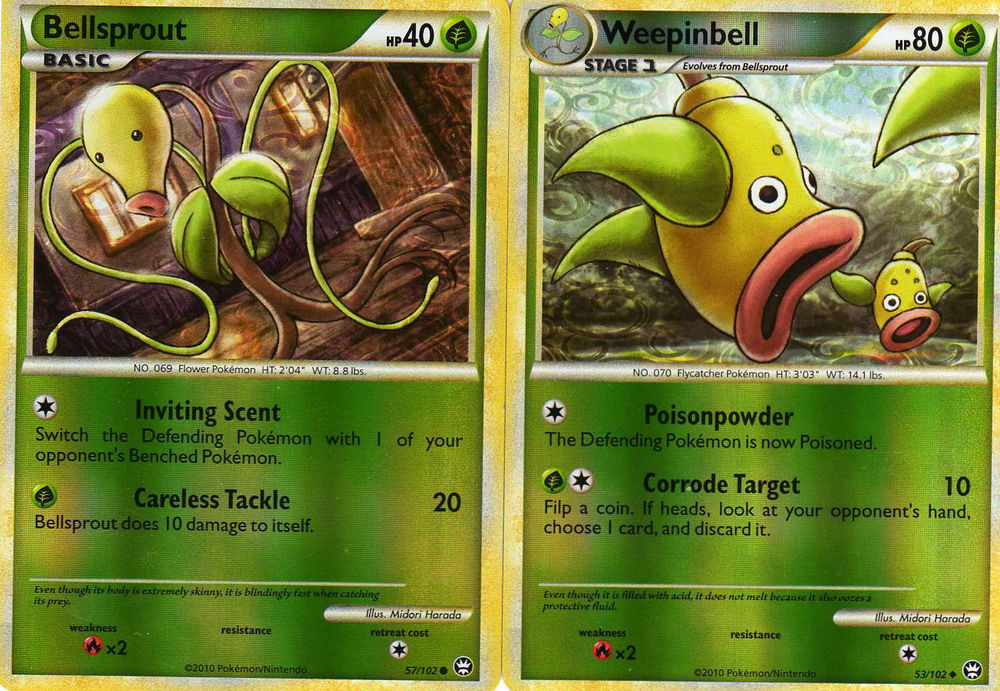 Bellsprout
HP 40
BASIC
NO. 069 Flower Pokémon HT: 2'04" WT: 8.8 lbs.
Inviting Scent
Switch the Defending Pokémon with 1 of your
opponent's Benched Pokémon.
Careless Tackle 20
Bellsprout does 10 damage to itself.
Even though its body is extremely skinny, it is blindingly fast when catching
its prey.
Illus. Midori Harada
weakness resistance retreat cost
×2
©2010 Pokémon/Nintendo 57/102
Weepinbell
HP 80
STAGE 1 Evolves from Bellsprout
NO. 070 Flycatcher Pokémon HT: 3'03" WT: 14.1 lbs.
Poisonpowder
The Defending Pokémon is now Poisoned.
Corrode Target 10
Filp a coin. If heads, look at your opponent's hand,
choose 1 card, and discard it.
Even though it is filled with acid, it does not melt because it also oozes a
protective fluid.
Illus. Midori Harada
weakness resistance retreat cost
×2
©2010 Pokémon/Nintendo 53/102